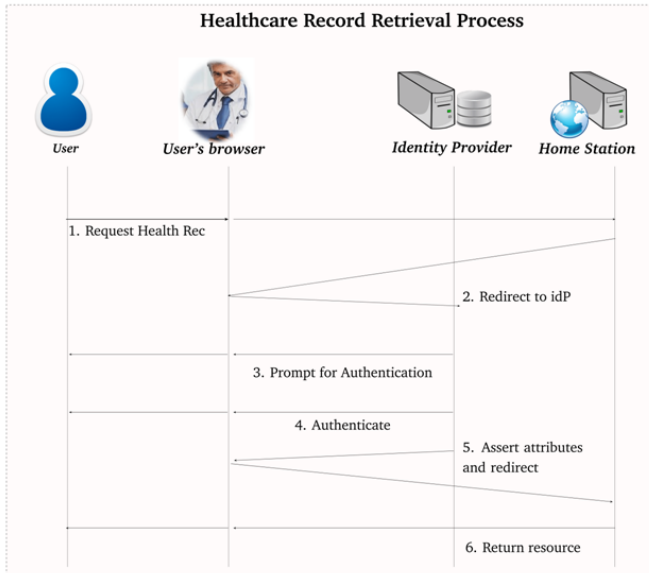 Healthcare Record Retrieval Process
User
User's browser
Identity Provider
Home Station
1. Request Health Rec
2. Redirect to idP
3. Prompt for Authentication
4. Authenticate
5. Assert attributes
and redirect
6. Return resource